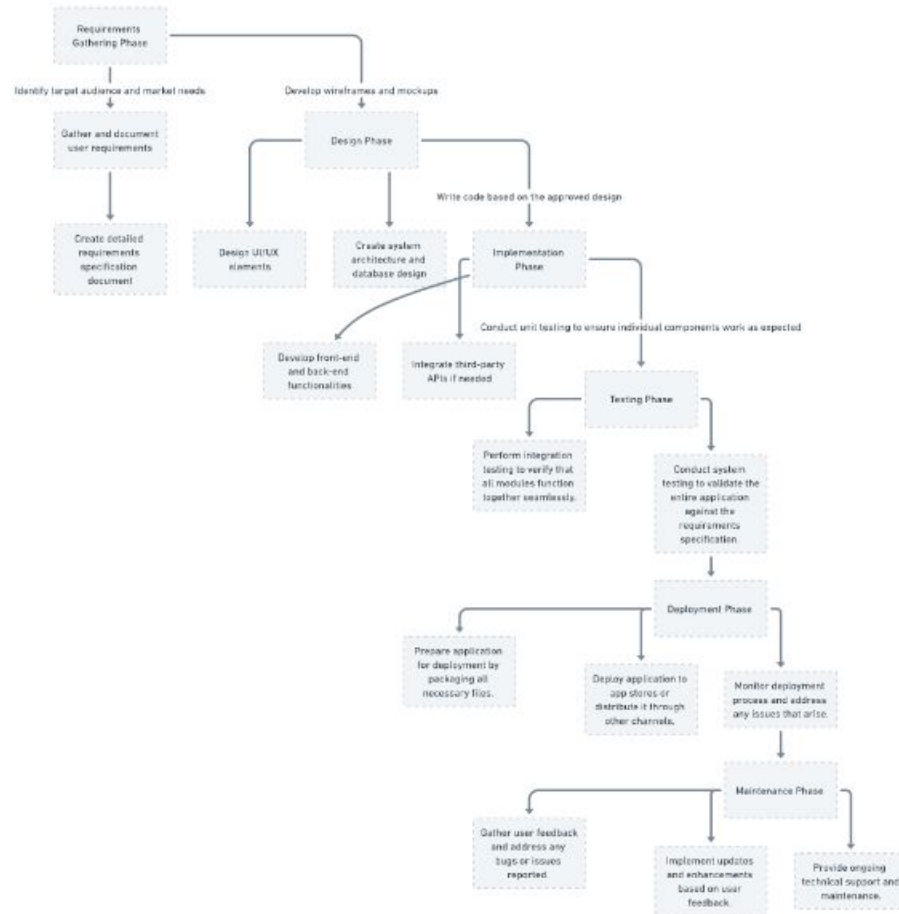 Requirements
Gathering Phase
Identify target audience and market needs
Develop wireframes and mockups
Gather and document
user requirements
Design Phase
Write code based on the approved design
Create detailed
requirements
specification
document
Design UI/UX
elements
Create system
architecture and
database design
Implementation
Phase
Conduct unit testing to ensure individual components work as expected
Develop front-end
and back-end
functionalities
Integrate third-party
APIs if needed
Testing Phase
Perform integration
testing to verify that
all modules function
together seamlessly.
Conduct system
testing to validate the
entire application
against the
requirements
specification
Deployment Phase
Prepare application
for deployment by
packaging all
necessary files.
Deploy application to
app stores or
distribute it through
other channels.
Monitor deployment
process and address
any issues that arise.
Maintenance Phase
Gather user feedback
and address any
bugs or issues
reported.
Implement updates
and enhancements
based on user
feedback.
Provide ongoing
technical support and
maintenance.